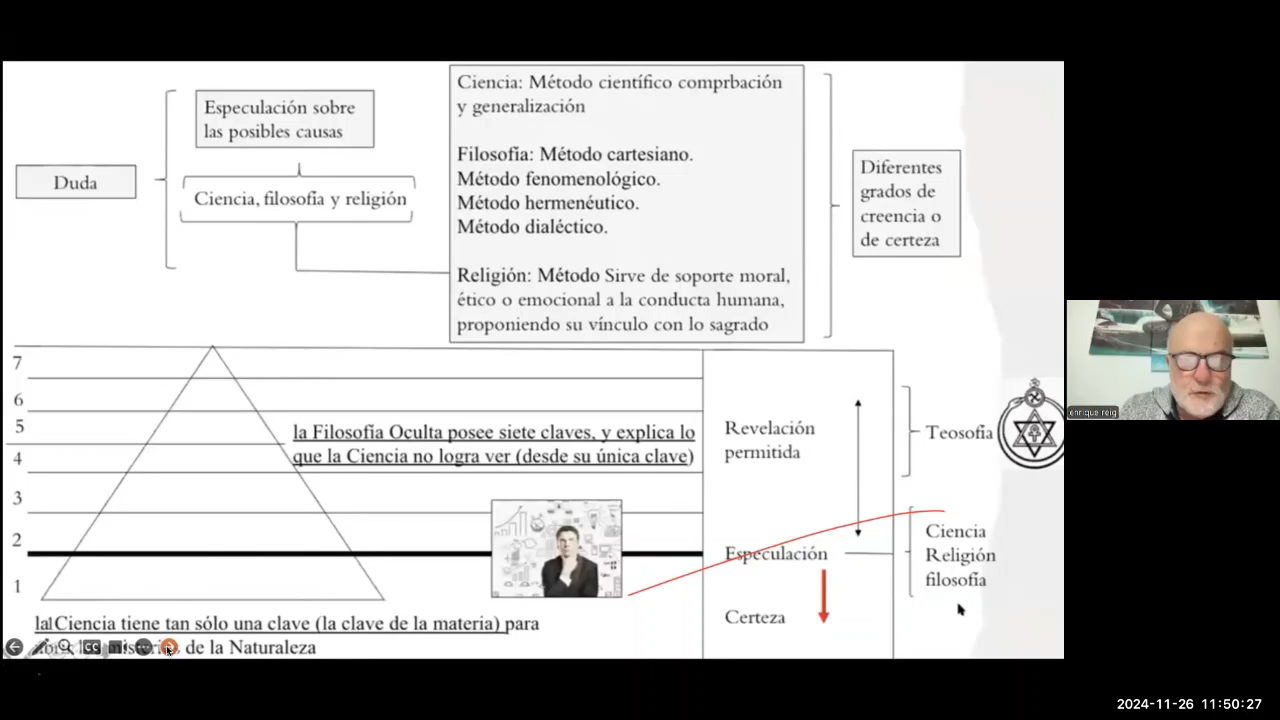 Duda
Especulación sobre
las posibles causas
Ciencia, filosofía y religión
Ciencia: Método científico comprbación
y generalización
Filosofía: Método cartesiano.
Método fenomenológico.
Método hermenéutico.
Método dialéctico.
Religión: Método Sirve de soporte moral,
ético o emocional a la conducta humana,
proponiendo su vínculo con lo sagrado
Diferentes
grados de
creencia o
de certeza
7
6
5
4
3
2
1
la Filosofia Oculta posee siete claves, y explica lo
que la Ciencia no logra ver (desde su única clave)
Revelación
permitida
Teosofía
Especulación
Certeza
Ciencia
Religión
filosofía
la Ciencia tiene tan sólo una clave (la clave de la materia) para
de la Naturaleza
CC
enrique reig
2024-11-26 11:50:27